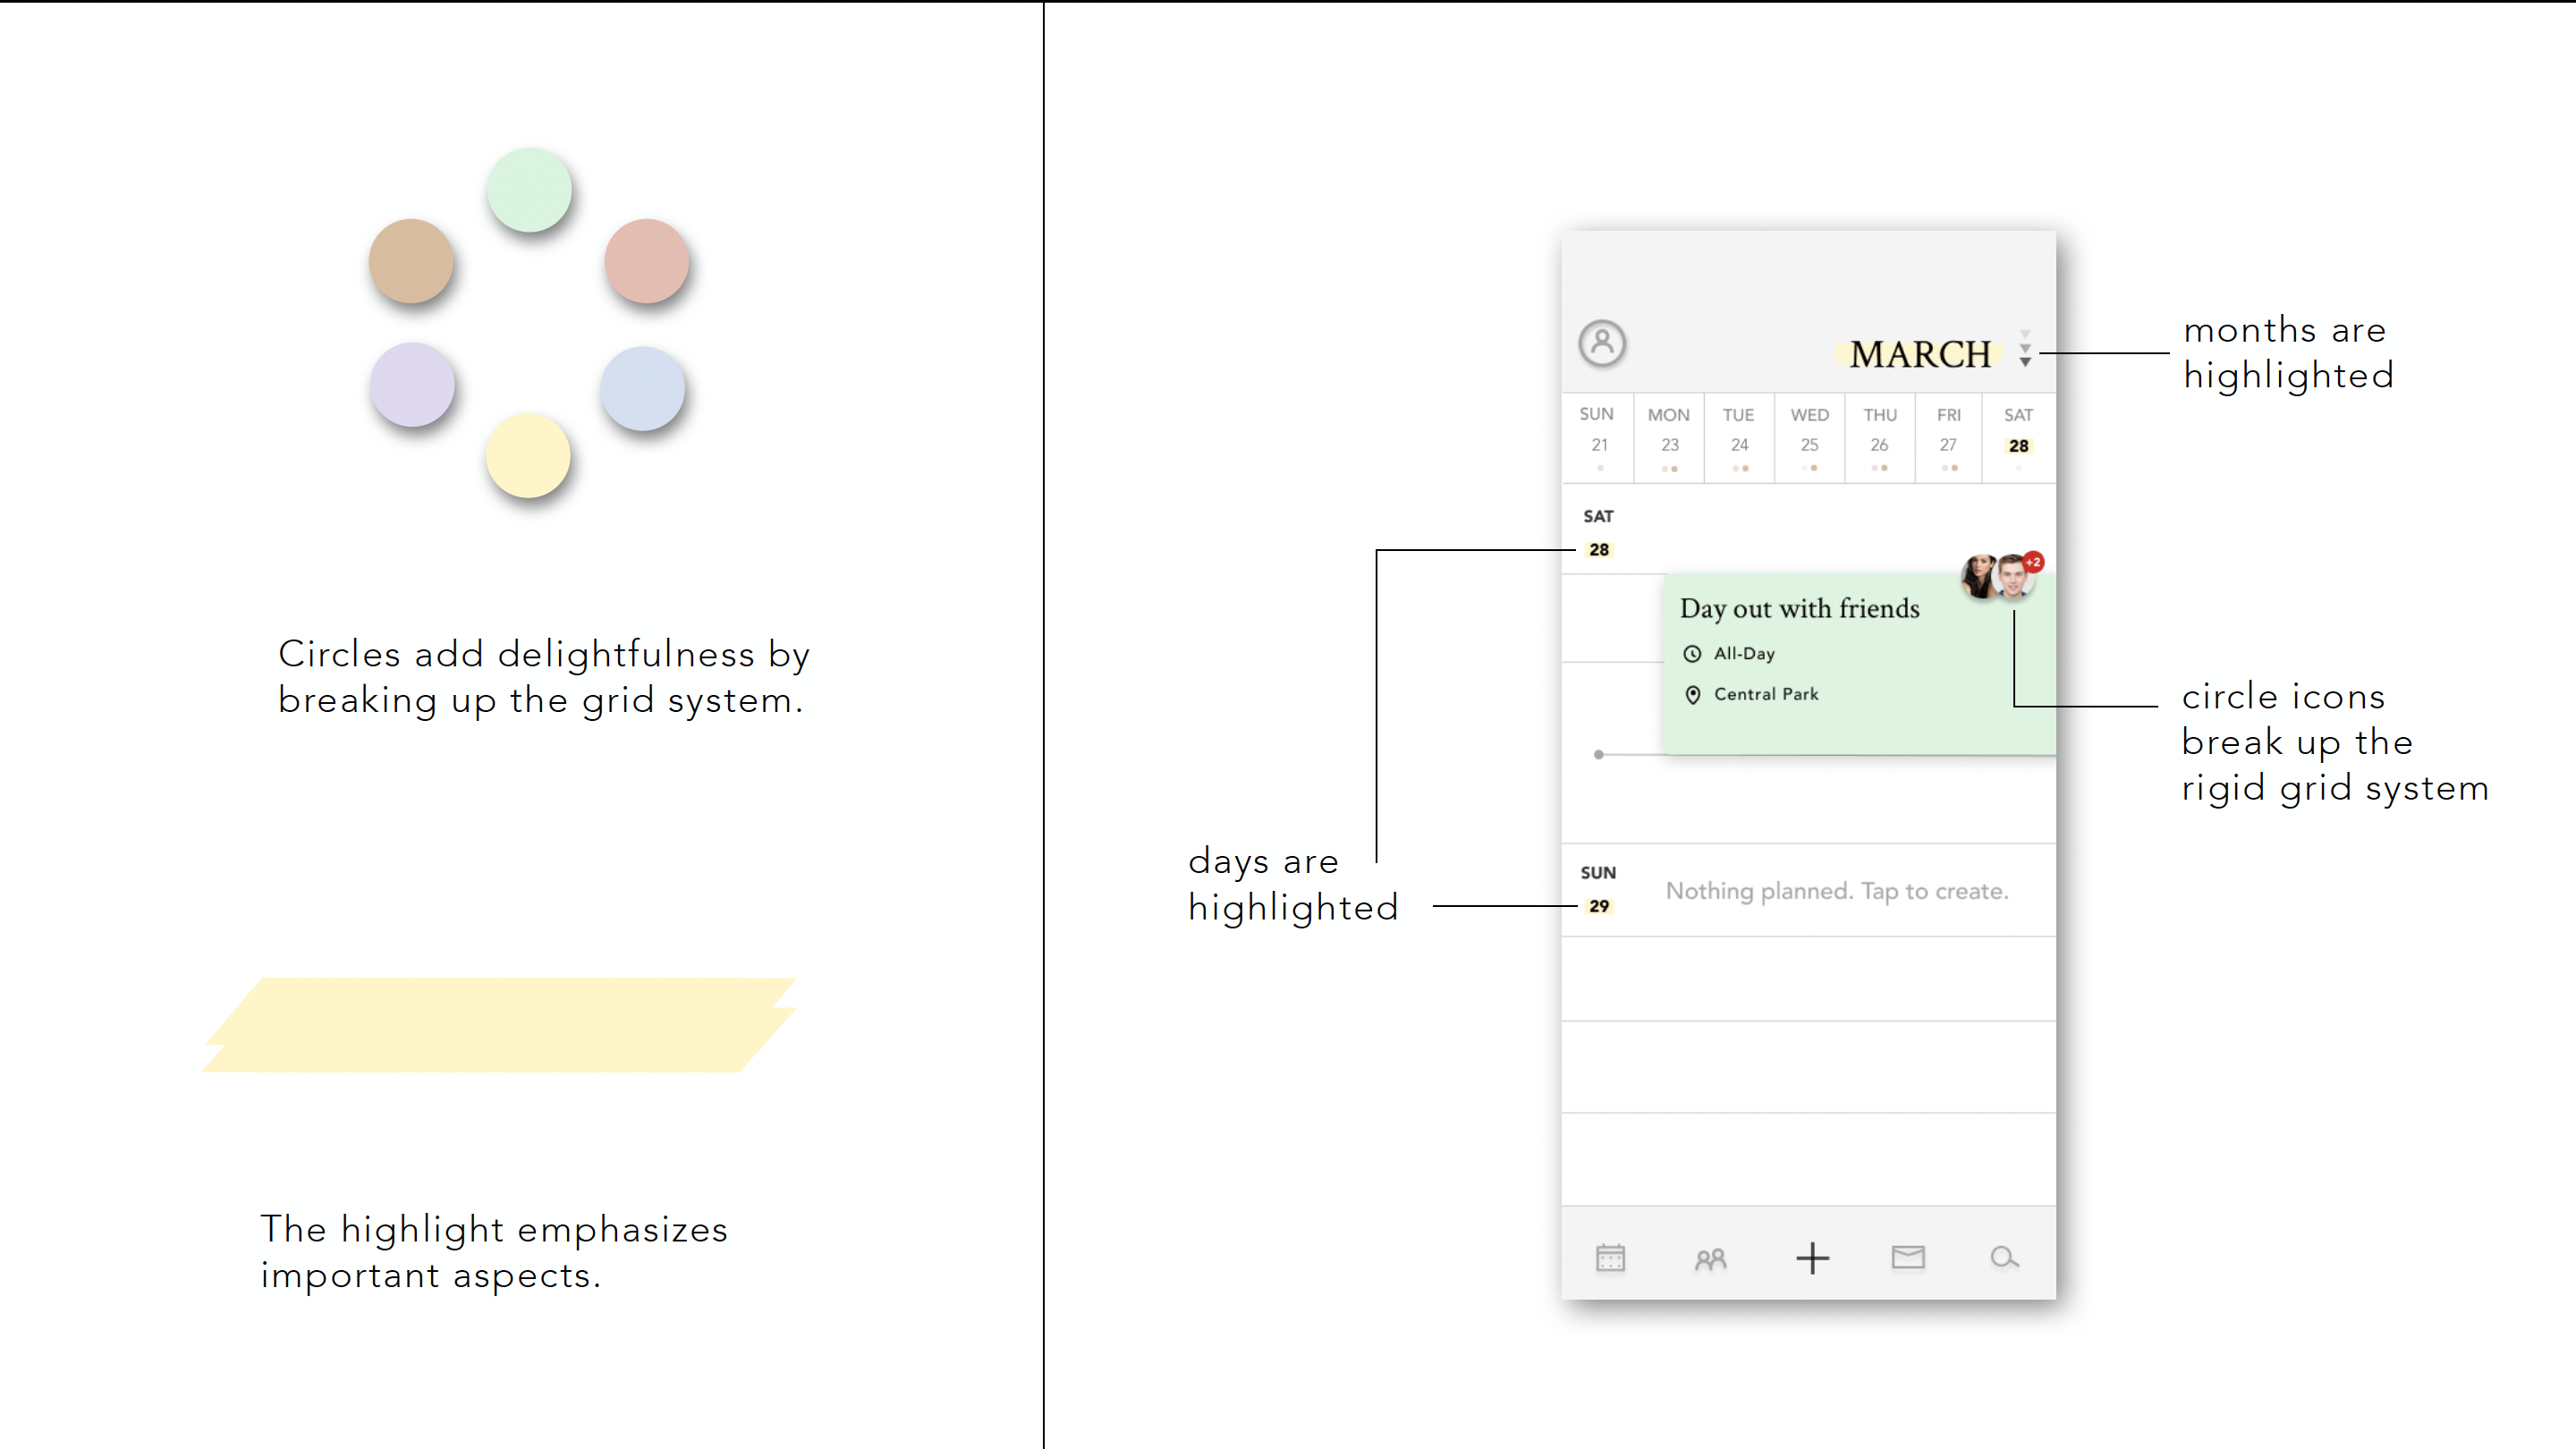 Circles add delightfulness by
breaking up the grid system.
The highlight emphasizes
important aspects.
MARCH
months are
highlighted
SUN MON TUE WED THU FRI SAT
21 23 24 25 26 27 28
SAT
28
+2
Day out with friends
All-Day
Central Park
circle icons
break up the
rigid grid system
days are
highlighted
SUN
29
Nothing planned. Tap to create.